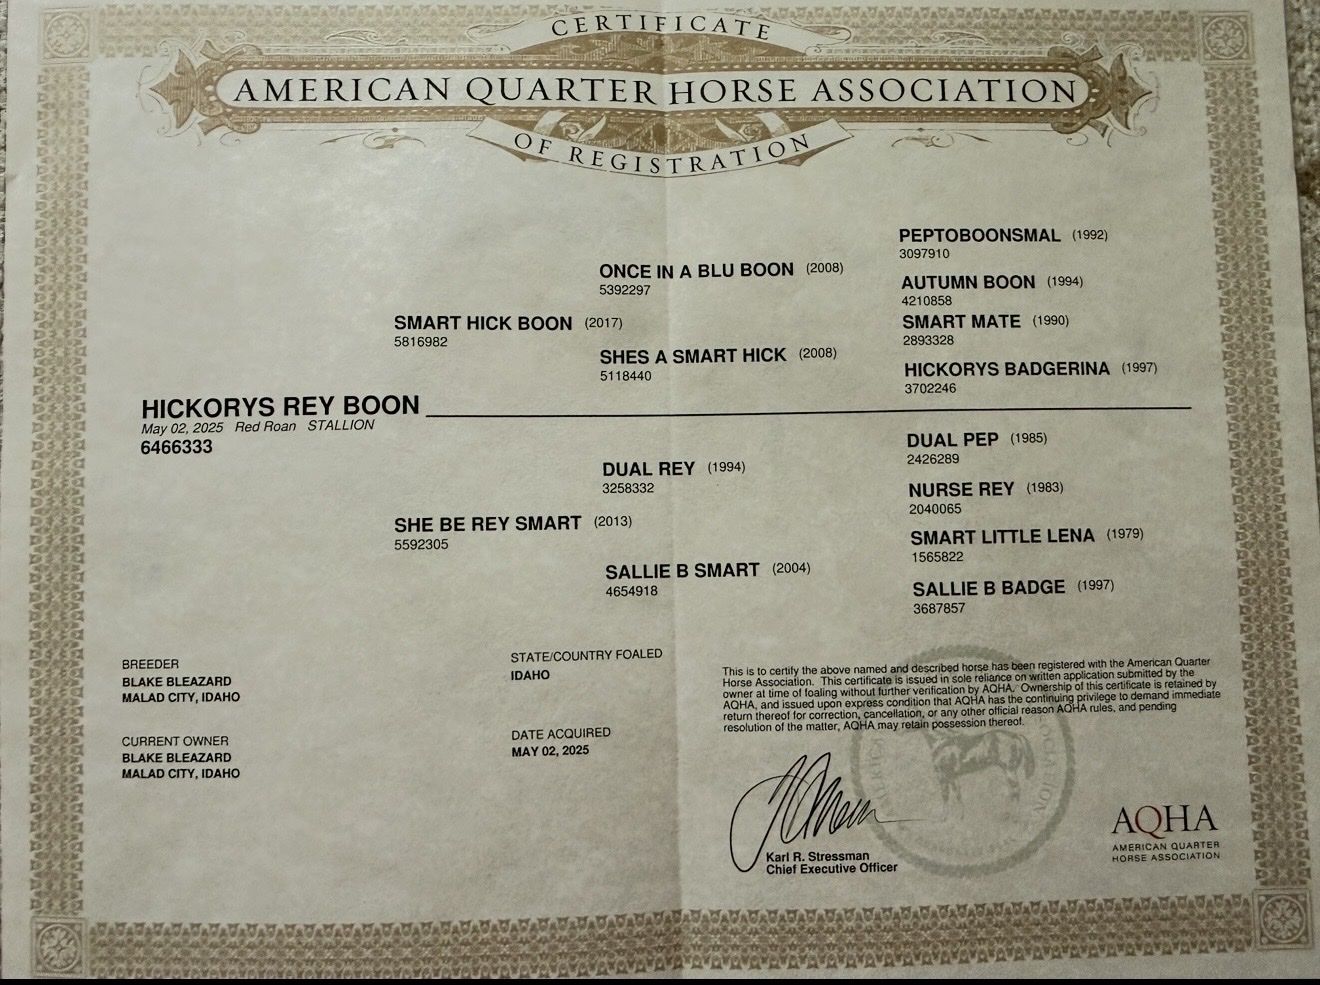 CERTIFICATE
AMERICAN QUARTER HORSE ASSOCIATION
OF REGISTRATION
PEPTOBOONSMAL (1992)
3097910
ONCE IN A BLU BOON (2008)
5392297
AUTUMN BOON (1994)
4210858
SMART HICK BOON (2017)
5816982
SMART MATE (1990)
2893328
SHES A SMART HICK (2008)
5118440
HICKORYS BADGERINA (1997)
3702246
HICKORYS REY BOON
May 02, 2025 Red Roan STALLION
6466333
DUAL PEP (1985)
2426289
DUAL REY (1994)
3258332
NURSE REY (1983)
2040065
SHE BE REY SMART (2013)
5592305
SMART LITTLE LENA (1979)
1565822
SALLIE B SMART (2004)
4654918
SALLIE B BADGE (1997)
3687857
BREEDER
BLAKE BLEAZARD
MALAD CITY, IDAHO
STATE/COUNTRY FOALED
IDAHO
CURRENT OWNER
BLAKE BLEAZARD
MALAD CITY, IDAHO
DATE ACQUIRED
MAY 02, 2025
This is to certify the above named and described horse has been registered with the American Quarter
Horse Association. This certificate is issued in sole reliance on written application submitted by the
owner at time of foaling without further verification by AQHA. Ownership of this certificate is retained by
AQHA, and issued upon express condition that AQHA has the continuing privilege to demand immediate
return thereof for correction, cancellation, or any other official reason AQHA rules, and pending
resolution of the matter, AQHA may retain possession thereof.
Karl R. Stressman
Chief Executive Officer
AQHA
AMERICAN QUARTER
HORSE ASSOCIATION